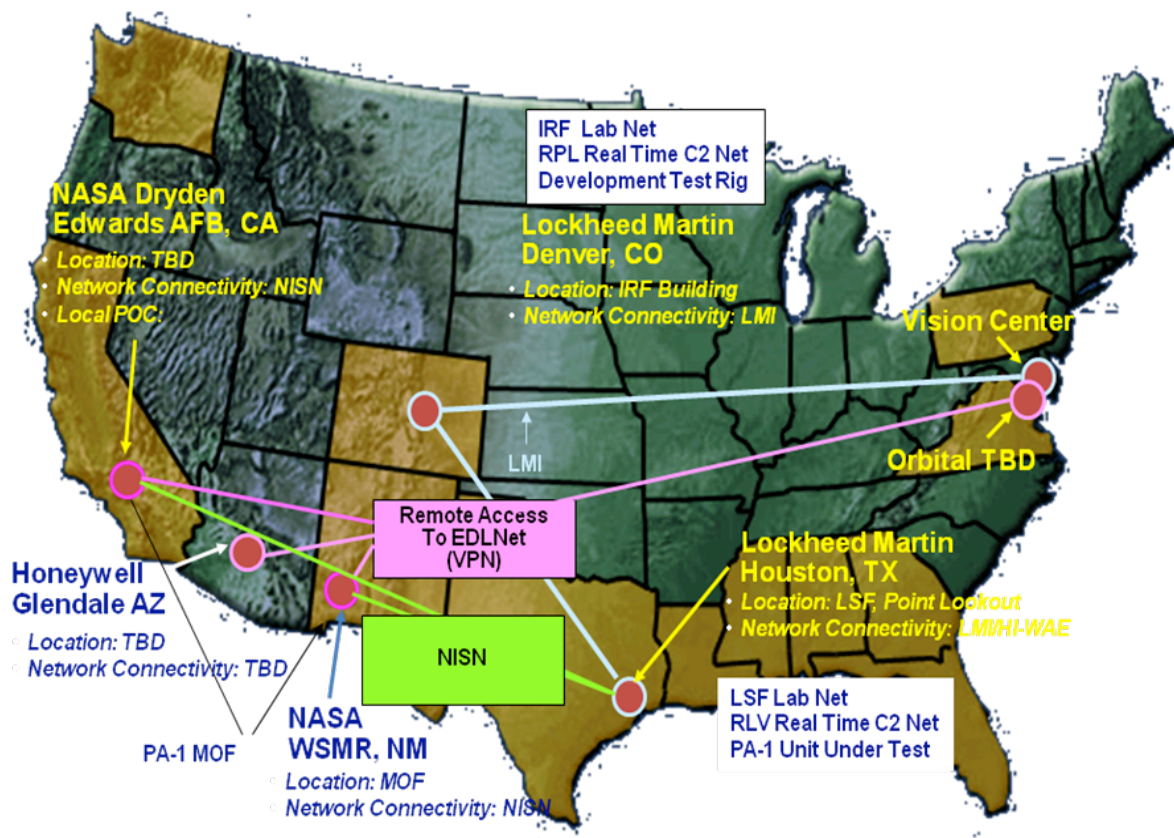 IRF Lab Net
RPL Real Time C2 Net
Development Test Rig
NASA Dryden
Edwards AFB, CA
• Location: TBD
• Network Connectivity: NISN
• Local POC:
Lockheed Martin
Denver, CO
• Location: IRF Building
• Network Connectivity: LMI
Vision Center
LMI
Orbital TBD
Remote Access
To EDLNet
(VPN)
Honeywell
Glendale AZ
• Location: TBD
• Network Connectivity: TBD
Lockheed Martin
Houston, TX
• Location: LSF, Point Lookout
• Network Connectivity: LMI/HI-WAE
NISN
LSF Lab Net
RLV Real Time C2 Net
PA-1 Unit Under Test
PA-1 MOF
NASA
WSMR, NM
• Location: MOF
• Network Connectivity: NISN